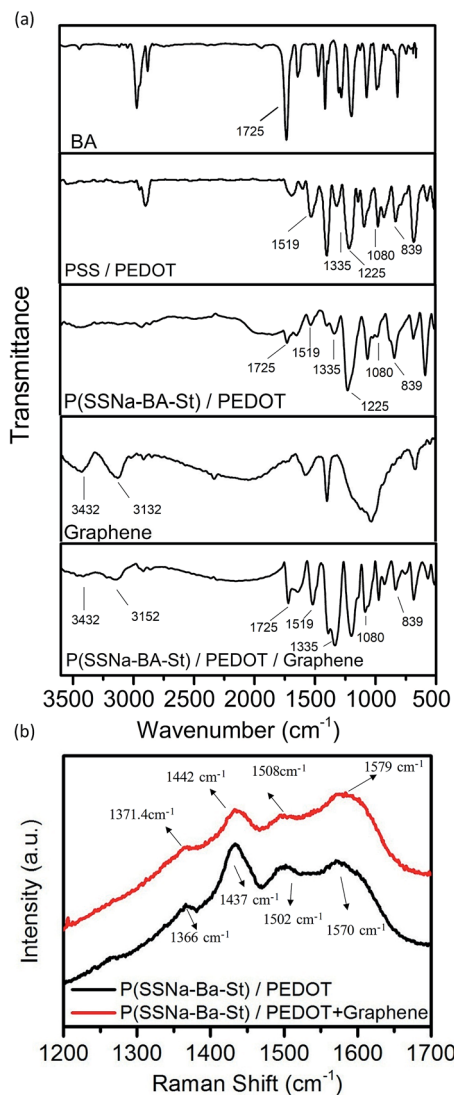 (a)
1725
BA
1519
1335
1225
1080
839
PSS / PEDOT
1725
1519
1335
1225
1080
839
P(SSNa-BA-St) / PEDOT
3432
3132
Graphene
3432
3152
1725
1519
1335
1080
839
P(SSNa-BA-St) / PEDOT / Graphene
Transmittance
3500 3000 2500 2000 1500 1000 500
Wavenumber (cm-1)
(b)
1371.4cm-1
1442 cm-1
1508cm-1
1579 cm-1
1366 cm-1
1437 cm-1
1502 cm-1
1570 cm-1
P(SSNa-Ba-St) / PEDOT
P(SSNa-Ba-St) / PEDOT+Graphene
Intensity (a.u.)
1200 1300 1400 1500 1600 1700
Raman Shift (cm-1)